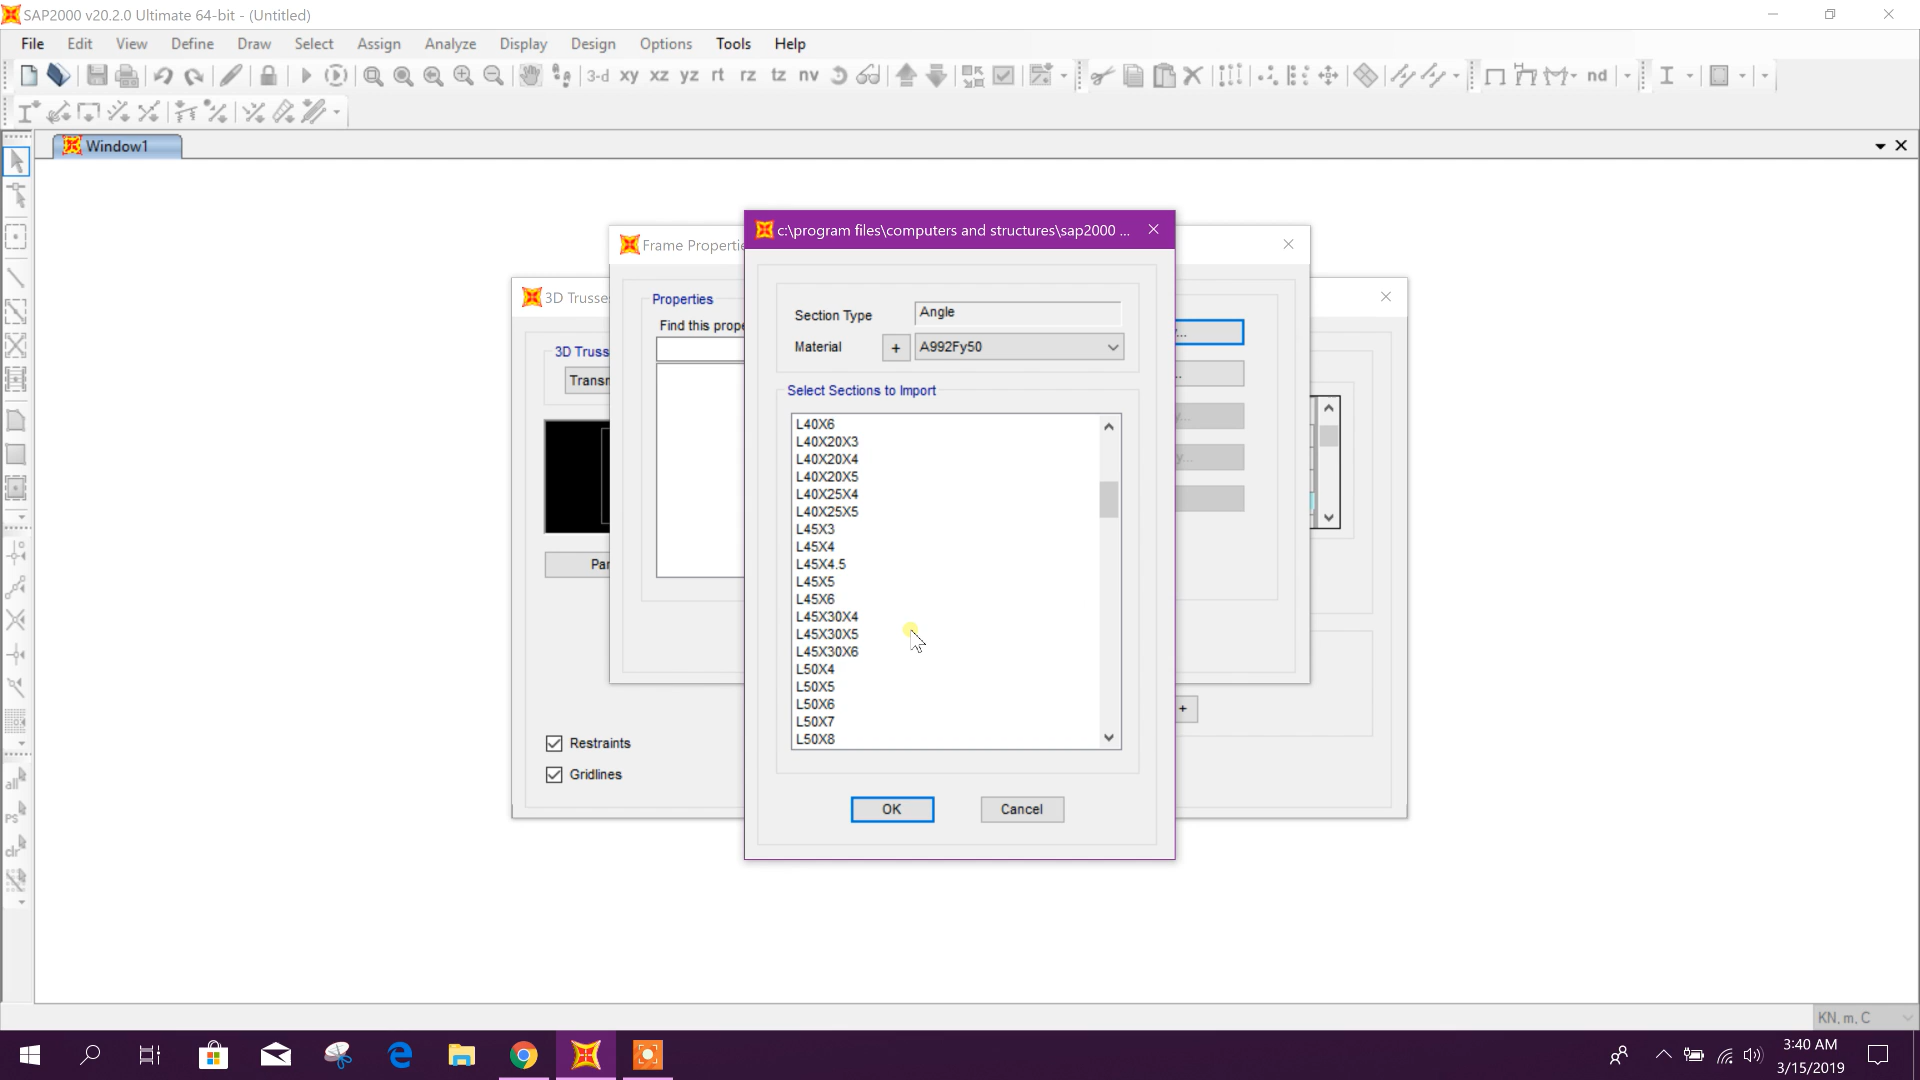 SAP2000 v20.2.0 Ultimate 64-bit - (Untitled)
File Edit View Define Draw Select Assign Analyze Display Design Options Tools Help
3-d xy xz yz rt rz tz nv nd
Window1
c:\program files\computers and structures\sap2000 ...
Frame Propertie
3D Trusse
Properties
Find this prope
3D Truss
Transr
Par
Restraints
Gridlines
Section Type Angle
Material + A992Fy50
Select Sections to Import
L40X6
L40X20X3
L40X20X4
L40X20X5
L40X25X4
L40X25X5
L45X3
L45X4
L45X4.5
L45X5
L45X6
L45X30X4
L45X30X5
L45X30X6
L50X4
L50X5
L50X6
L50X7
L50X8
OK Cancel
+
all
PS
clr
KN, m, C
3:40 AM
3/15/2019